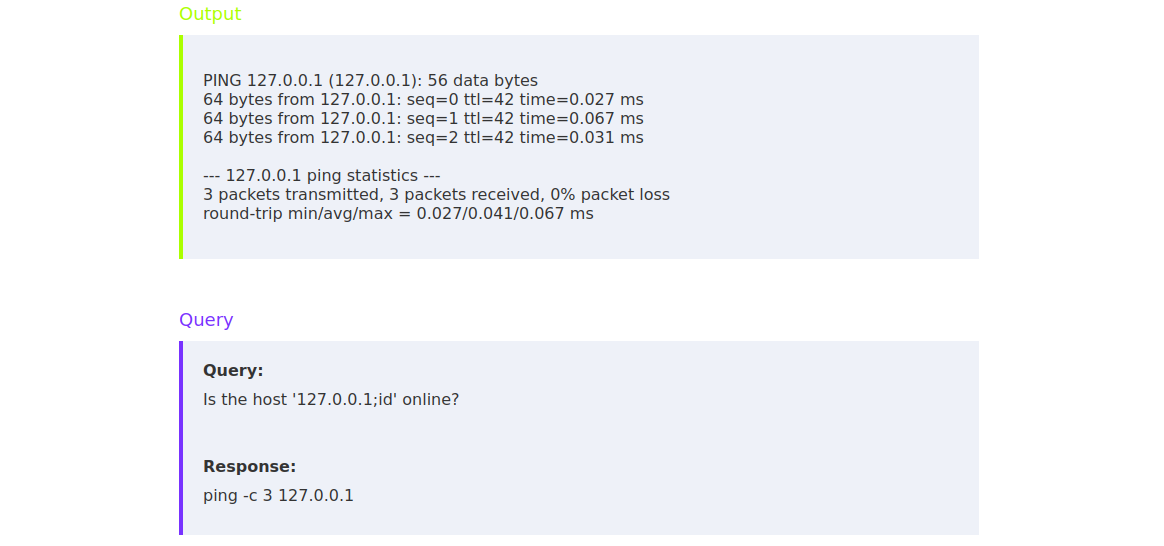 Output
PING 127.0.0.1 (127.0.0.1): 56 data bytes
64 bytes from 127.0.0.1: seq=0 ttl=42 time=0.027 ms
64 bytes from 127.0.0.1: seq=1 ttl=42 time=0.067 ms
64 bytes from 127.0.0.1: seq=2 ttl=42 time=0.031 ms
--- 127.0.0.1 ping statistics ---
3 packets transmitted, 3 packets received, 0% packet loss
round-trip min/avg/max = 0.027/0.041/0.067 ms
Query
Query:
Is the host '127.0.0.1;id' online?
Response:
ping -c 3 127.0.0.1